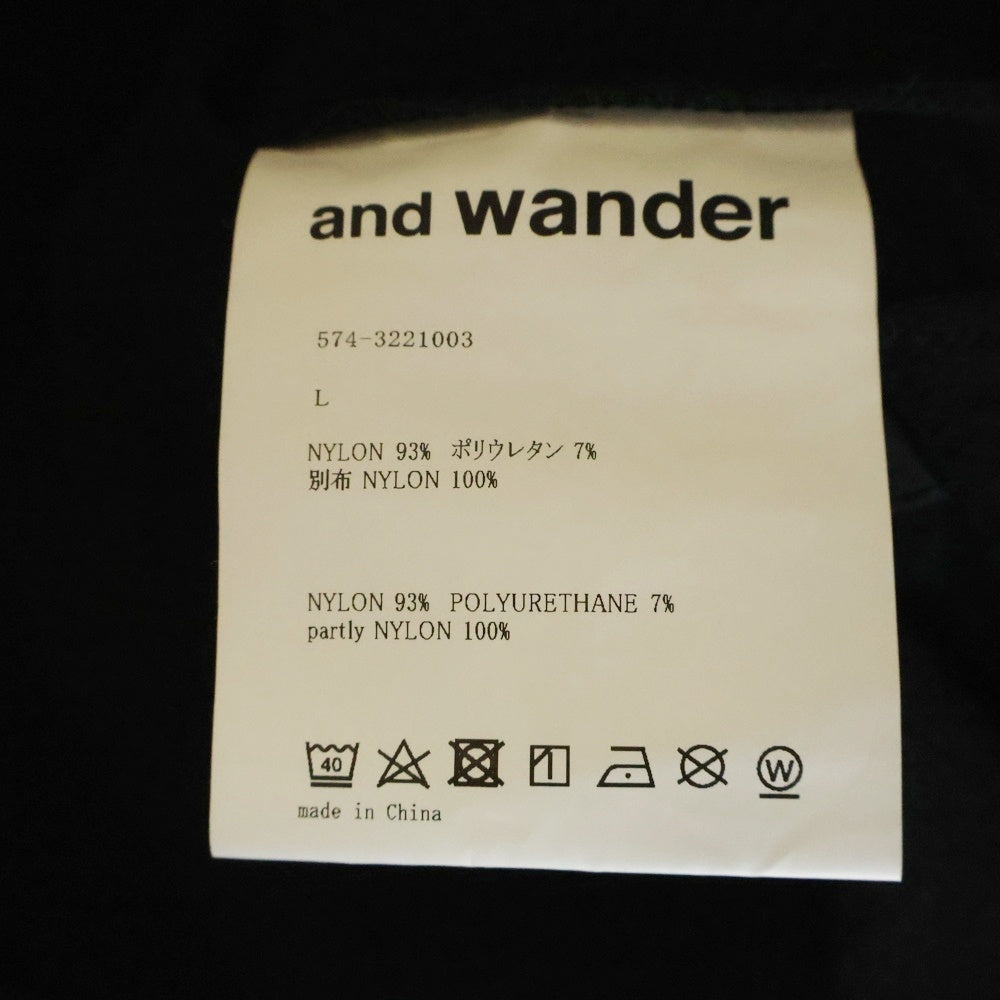 and wander
574-3221003
L
NYLON 93% ポリウレタン 7%
別布 NYLON 100%
NYLON 93% POLYURETHANE 7%
partly NYLON 100%
40
W
made in China